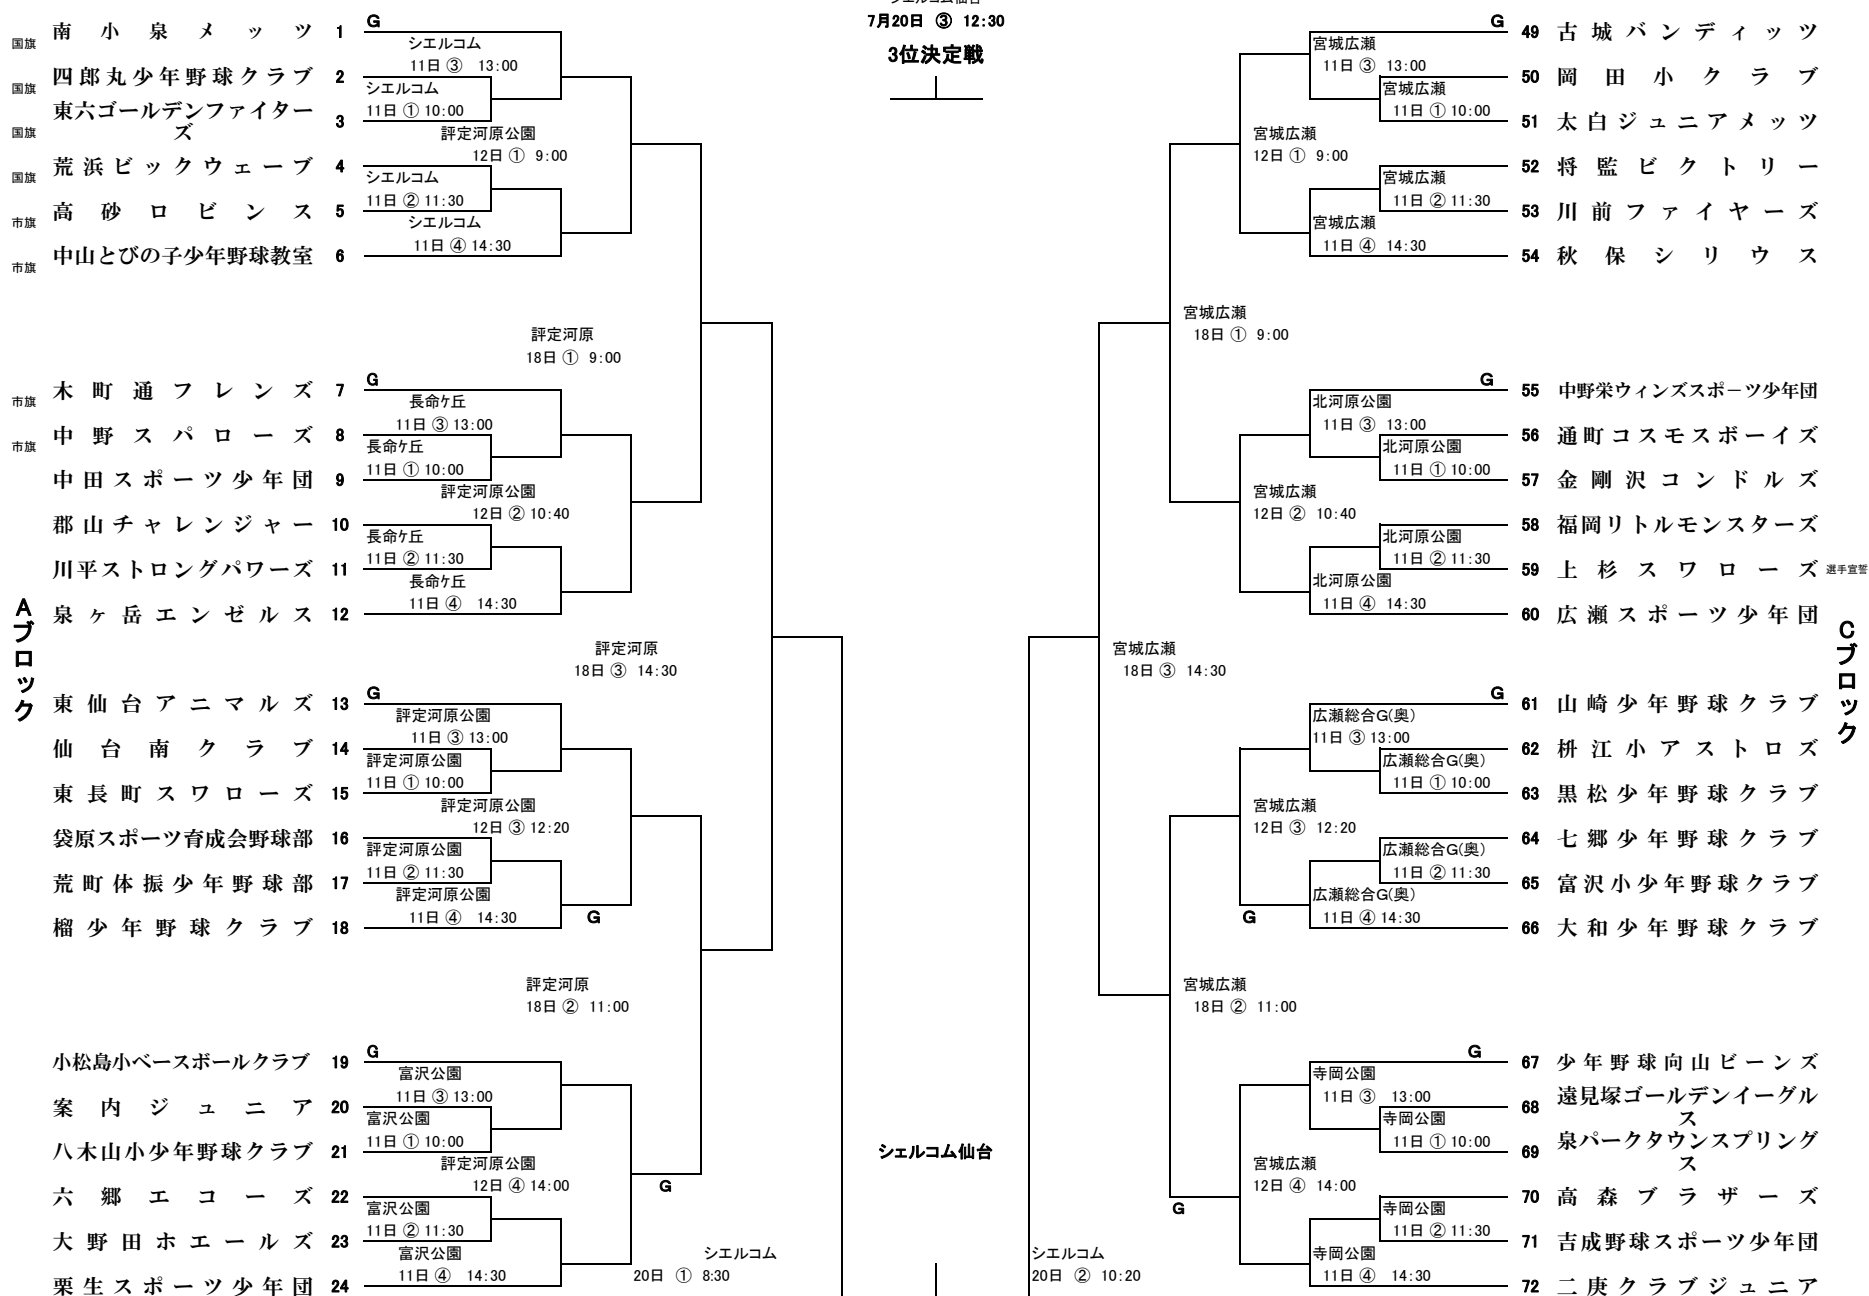 7月20日 ③ 12:30
3位決定戦
シェルコム仙台
Aブロック
国旗 南小泉メッツ 1 G
シエルコム
11日 ③ 13:00
国旗 四郎丸少年野球クラブ 2
シエルコム
11日 ① 10:00
国旗 東六ゴールデンファイター
ズ 3
評定河原公園
12日 ① 9:00
国旗 荒浜ビックウェーブ 4
シエルコム
11日 ② 11:30
市旗 高砂ロビンス 5
シエルコム
11日 ④ 14:30
市旗 中山とびの子少年野球教室 6
評定河原
18日 ① 9:00
市旗 木町通フレンズ 7 G
長命ケ丘
11日 ③ 13:00
市旗 中野スパローズ 8
長命ケ丘
11日 ① 10:00
中田スポーツ少年団 9
評定河原公園
12日 ② 10:40
郡山チャレンジャー 10
長命ケ丘
11日 ② 11:30
川平ストロングパワーズ 11
長命ケ丘
11日 ④ 14:30
泉ヶ岳エンゼルス 12
評定河原
18日 ③ 14:30
東仙台アニマルズ 13 G
評定河原公園
11日 ③ 13:00
仙台南クラブ 14
評定河原公園
11日 ① 10:00
東長町スワローズ 15
評定河原公園
12日 ③ 12:20
袋原スポーツ育成会野球部 16
評定河原公園
11日 ② 11:30
荒町体振少年野球部 17
評定河原公園
11日 ④ 14:30
G
榴少年野球クラブ 18
評定河原
18日 ② 11:00
小松島小ベースボールクラブ 19 G
富沢公園
11日 ③ 13:00
案内ジュニア 20
富沢公園
11日 ① 10:00
八木山小少年野球クラブ 21
評定河原公園
12日 ④ 14:00
G
六郷エコーズ 22
富沢公園
11日 ② 11:30
大野田ホエールズ 23
富沢公園
11日 ④ 14:30
栗生スポーツ少年団 24
シエルコム
20日 ① 8:30
Cブロック
G 49 古城バンディッツ
宮城広瀬
11日 ③ 13:00
50 岡田小クラブ
宮城広瀬
11日 ① 10:00
51 太白ジュニアメッツ
宮城広瀬
12日 ① 9:00
52 将監ビクトリー
宮城広瀬
11日 ② 11:30
53 川前ファイヤーズ
宮城広瀬
11日 ④ 14:30
54 秋保シリウス
宮城広瀬
18日 ① 9:00
G 55 中野栄ウィンズスポーツ少年団
北河原公園
11日 ③ 13:00
56 通町コスモスボーイズ
北河原公園
11日 ① 10:00
57 金剛沢コンドルズ
宮城広瀬
12日 ② 10:40
58 福岡リトルモンスターズ
北河原公園
11日 ② 11:30
59 上杉スワローズ 選手宣誓
北河原公園
11日 ④ 14:30
60 広瀬スポーツ少年団
宮城広瀬
18日 ③ 14:30
G 61 山崎少年野球クラブ
広瀬総合G(奥)
11日 ③ 13:00
62 枡江小アストロズ
広瀬総合G(奥)
11日 ① 10:00
63 黒松少年野球クラブ
宮城広瀬
12日 ③ 12:20
64 七郷少年野球クラブ
広瀬総合G(奥)
11日 ② 11:30
65 富沢小少年野球クラブ
広瀬総合G(奥)
G 11日 ④ 14:30
66 大和少年野球クラブ
宮城広瀬
18日 ② 11:00
G 67 少年野球向山ビーンズ
寺岡公園
11日 ③ 13:00
68 遠見塚ゴールデンイーグル
ス
寺岡公園
11日 ① 10:00
69 泉パークタウンスプリング
ス
宮城広瀬
12日 ④ 14:00
G
70 高森ブラザーズ
寺岡公園
11日 ② 11:30
71 吉成野球スポーツ少年団
寺岡公園
11日 ④ 14:30
72 二庚クラブジュニア
シエルコム
20日 ② 10:20